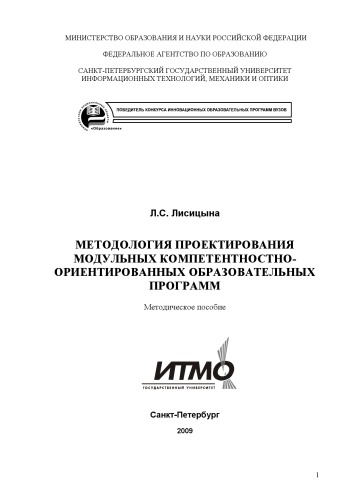 МИНИСТЕРСТВО ОБРАЗОВАНИЯ И НАУКИ РОССИЙСКОЙ ФЕДЕРАЦИИ
ФЕДЕРАЛЬНОЕ АГЕНТСТВО ПО ОБРАЗОВАНИЮ
САНКТ-ПЕТЕРБУРГСКИЙ ГОСУДАРСТВЕННЫЙ УНИВЕРСИТЕТ
ИНФОРМАЦИОННЫХ ТЕХНОЛОГИЙ, МЕХАНИКИ И ОПТИКИ
ПОБЕДИТЕЛЬ КОНКУРСА ИННОВАЦИОННЫХ ОБРАЗОВАТЕЛЬНЫХ ПРОГРАММ ВУЗОВ
«Образование»
Л.С. Лисицына
МЕТОДОЛОГИЯ ПРОЕКТИРОВАНИЯ
МОДУЛЬНЫХ КОМПЕТЕНТНОСТНО-
ОРИЕНТИРОВАННЫХ ОБРАЗОВАТЕЛЬНЫХ
ПРОГРАММ
Методическое пособие
ИТМО
ГОСУДАРСТВЕННЫЙ УНИВЕРСИТЕТ
Санкт-Петербург
2009
1